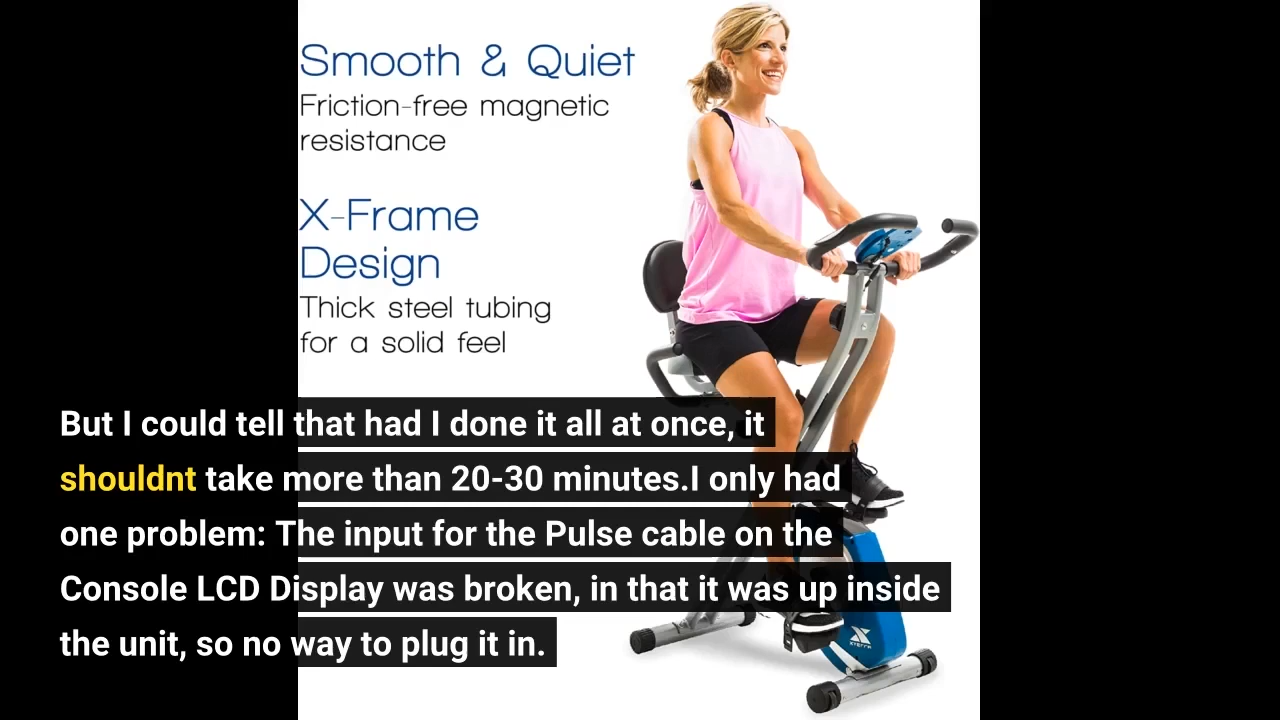 Smooth & Quiet
Friction-free magnetic
resistance
X-Frame
Design
Thick steel tubing
for a solid feel
But I could tell that had I done it all at once, it
shouldnt take more than 20-30 minutes.I only had
one problem: The input for the Pulse cable on the
Console LCD Display was broken, in that it was up inside
the unit, so no way to plug it in.
XTERRA